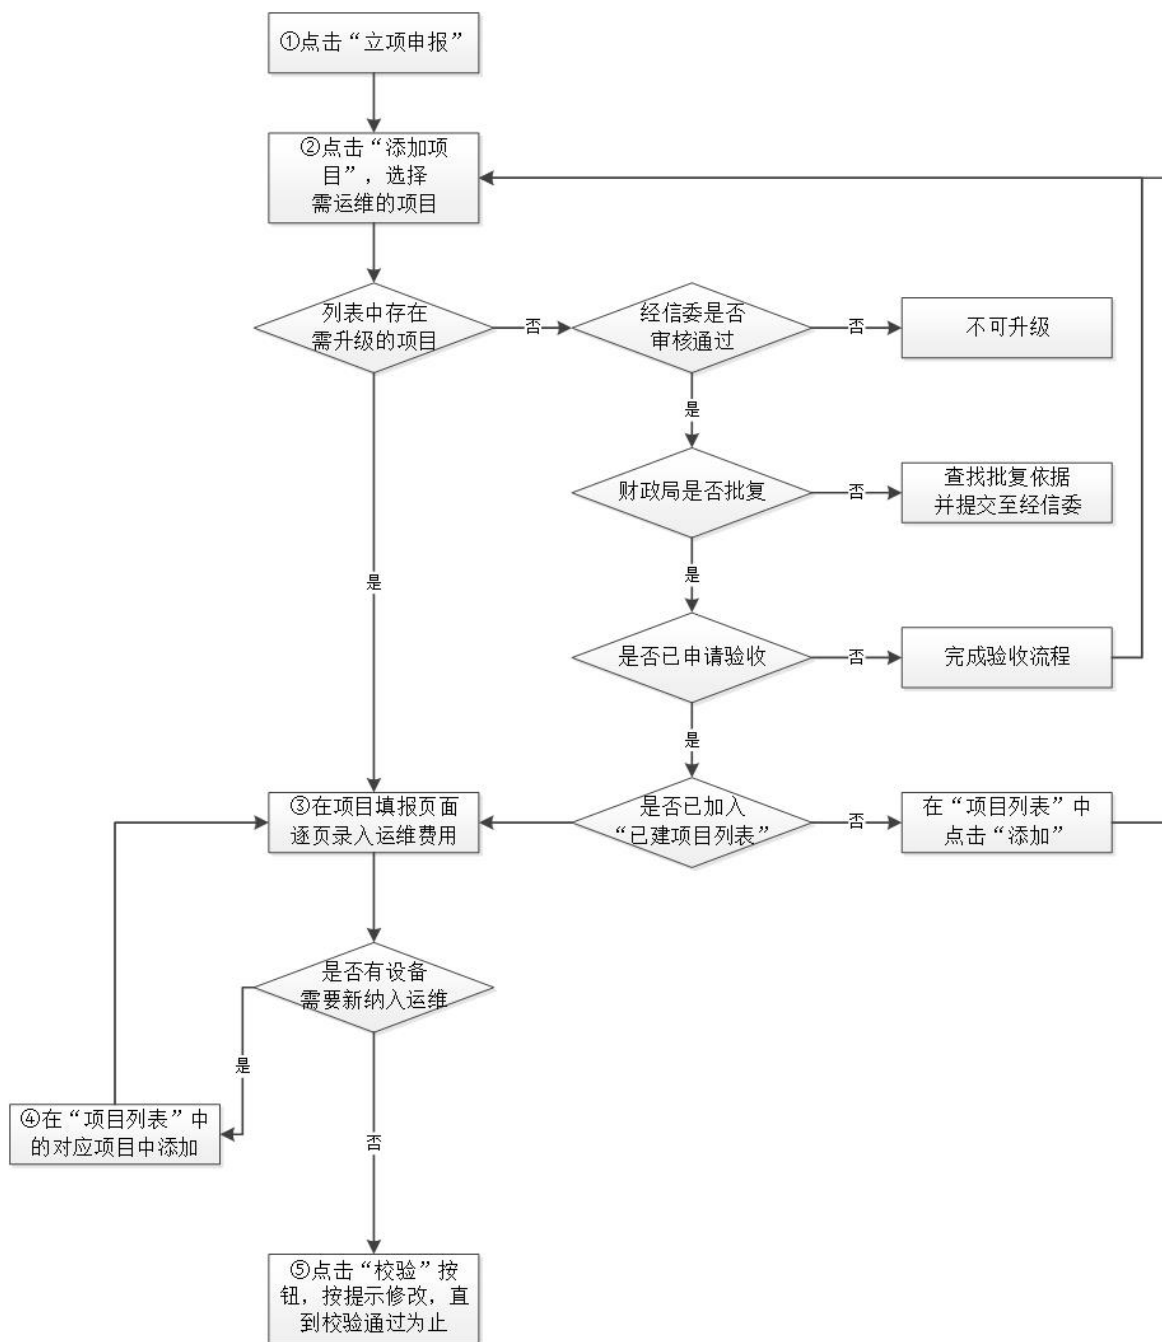 ①点击“立项申报”
②点击“添加项
目”，选择
需运维的项目
列表中存在
需升级的项目
否
经信委是否
审核通过
否
不可升级
是
财政局是否批复
否
查找批复依据
并提交至经信委
是
是
是否已申请验收
否
完成验收流程
是
③在项目填报页面
逐页录入运维费用
是否已加入
“已建项目列表”
否
在“项目列表”中
点击“添加”
是否有设备
需要新纳入运维
是
④在“项目列表”中
的对应项目中添加
否
⑤点击“校验”按
钮，按提示修改，直
到校验通过为止